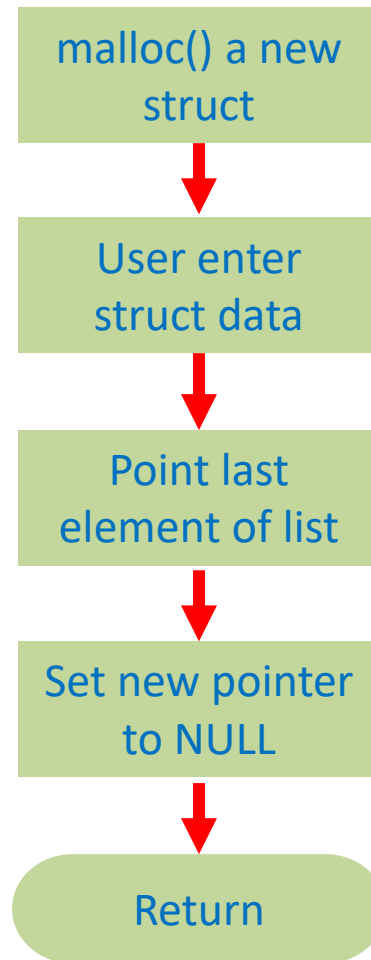 malloc() a new
struct
User enter
struct data
Point last
element of list
Set new pointer
to NULL
Return